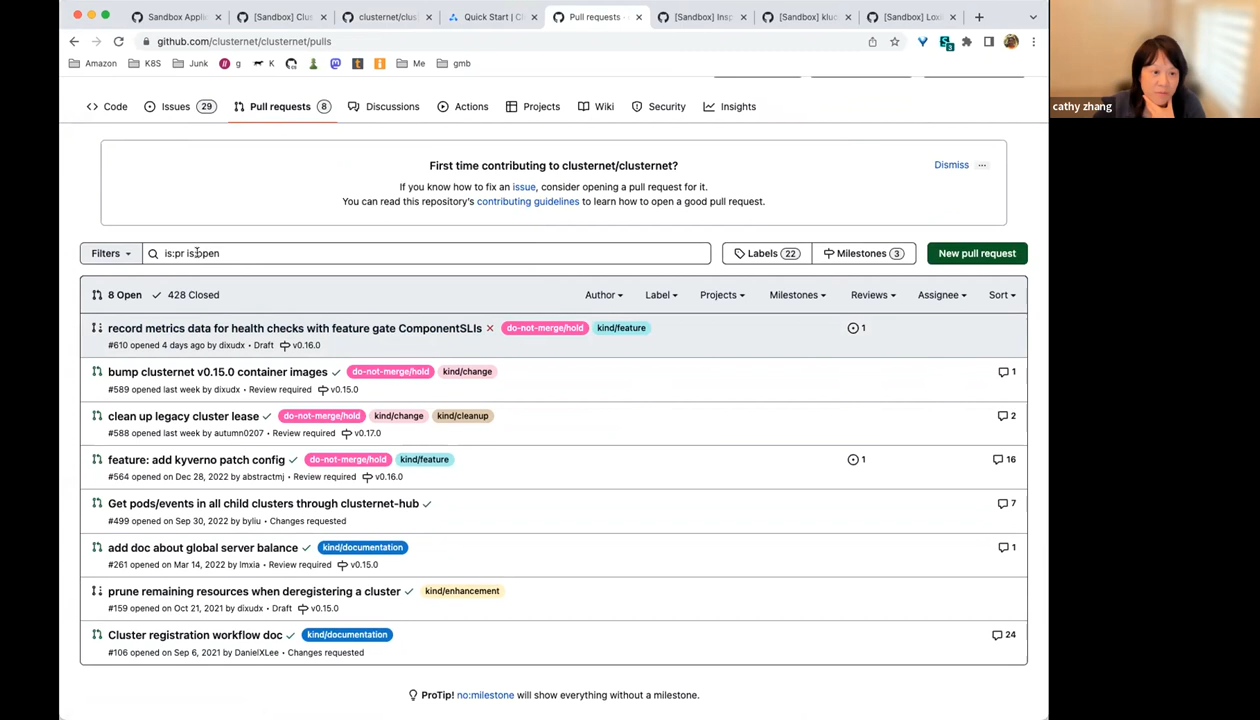 Sandbox Applic
[Sandbox] Clus
clusternet/clus
Quick Start | C
Pull requests ·
[Sandbox] Insp
[Sandbox] kluc
[Sandbox] Loxi
github.com/clusternet/clusternet/pulls
Amazon K8S Junk g K Me gmb
Code Issues 29 Pull requests 8 Discussions Actions Projects Wiki Security Insights
cathy zhang
First time contributing to clusternet/clusternet?
Dismiss ...
If you know how to fix an issue, consider opening a pull request for it.
You can read this repository's contributing guidelines to learn how to open a good pull request.
Filters is:pr is:open Labels 22 Milestones 3 New pull request
8 Open 428 Closed Author Label Projects Milestones Reviews Assignee Sort
record metrics data for health checks with feature gate ComponentSLIs do-not-merge/hold kind/feature 1
#610 opened 4 days ago by dixudx • Draft v0.16.0
bump clusternet v0.15.0 container images do-not-merge/hold kind/change 1
#589 opened last week by dixudx • Review required v0.15.0
clean up legacy cluster lease do-not-merge/hold kind/change kind/cleanup 2
#588 opened last week by autumn0207 • Review required v0.17.0
feature: add kyverno patch config do-not-merge/hold kind/feature 1 16
#564 opened on Dec 28, 2022 by abstractmj • Review required v0.16.0
Get pods/events in all child clusters through clusternet-hub 7
#499 opened on Sep 30, 2022 by byliu • Changes requested
add doc about global server balance kind/documentation 1
#261 opened on Mar 14, 2022 by lmxia • Review required v0.15.0
prune remaining resources when deregistering a cluster kind/enhancement
#159 opened on Oct 21, 2021 by dixudx • Draft v0.15.0
Cluster registration workflow doc kind/documentation 24
#106 opened on Sep 6, 2021 by DanielXLee • Changes requested
ProTip! no:milestone will show everything without a milestone.